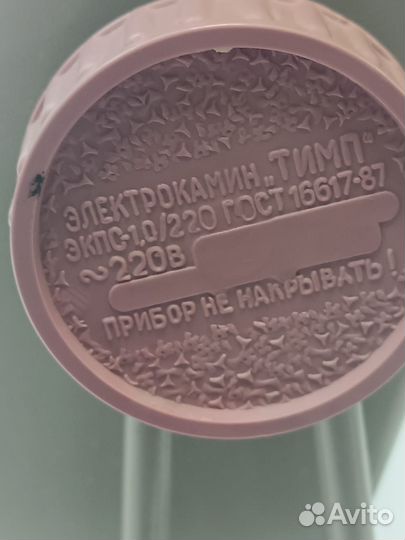 ЭЛЕКТРОКАМИН „ТИМП“
ЭКПС-1,0/220 ГОСТ 16617-87
~220В
ПРИБОР НЕ НАКРЫВАТЬ!
Avito